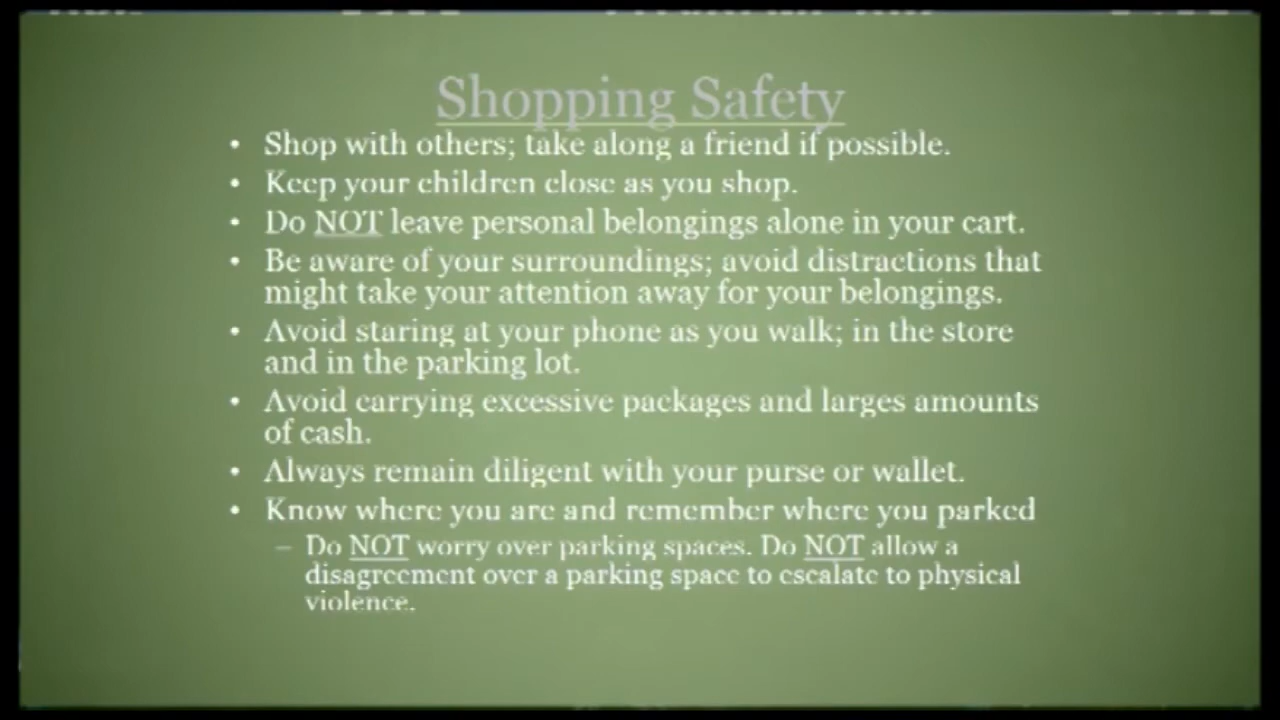 Shopping Safety
• Shop with others; take along a friend if possible.
• Keep your children close as you shop.
• Do NOT leave personal belongings alone in your cart.
• Be aware of your surroundings; avoid distractions that
might take your attention away for your belongings.
• Avoid staring at your phone as you walk; in the store
and in the parking lot.
• Avoid carrying excessive packages and larges amounts
of cash.
• Always remain diligent with your purse or wallet.
• Know where you are and remember where you parked
– Do NOT worry over parking spaces. Do NOT allow a
disagreement over a parking space to escalate to physical
violence.